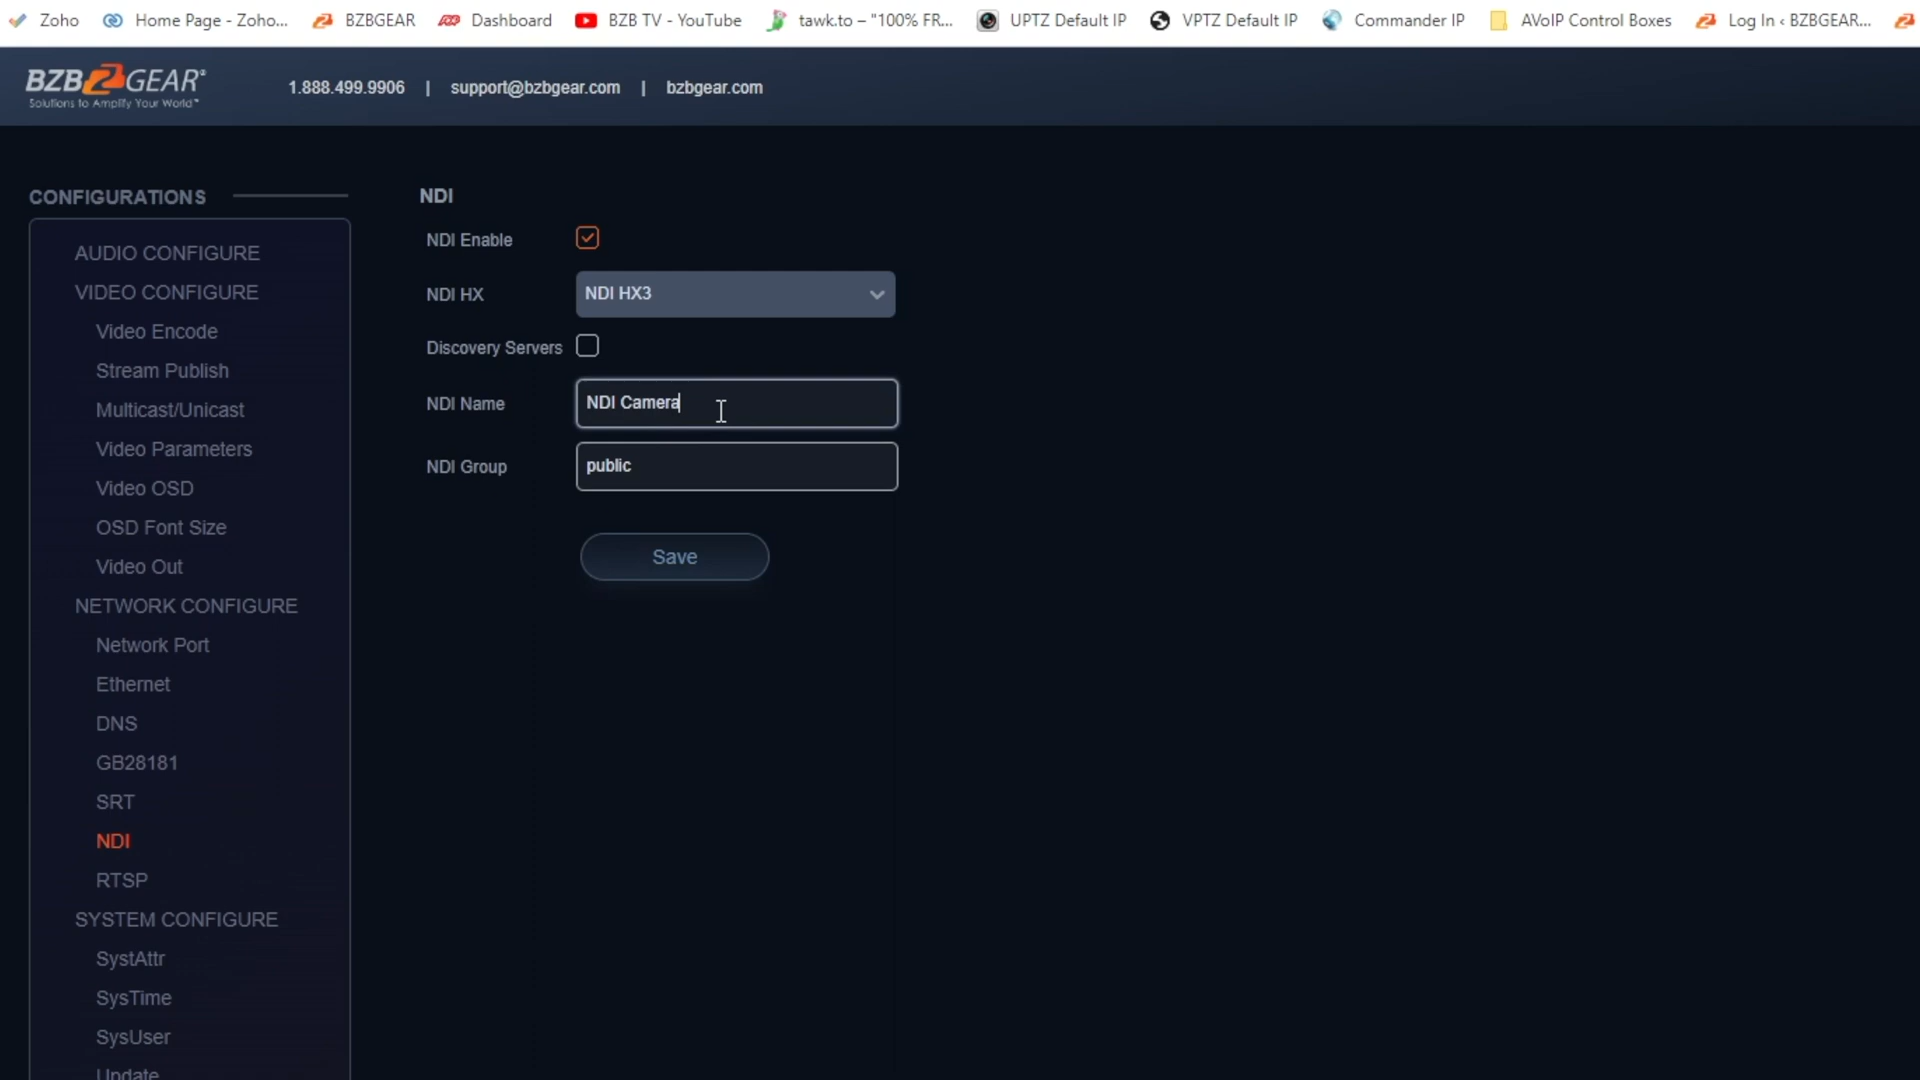 Zoho Home Page - Zoho... BZBGEAR Dashboard BZB TV - YouTube tawk.to – "100% FR... UPTZ Default IP VPTZ Default IP Commander IP AVoIP Control Boxes Log In ‹ BZBGEAR...
BZBGEAR
Solutions to Amplify Your World™
1.888.499.9906 | support@bzbgear.com | bzbgear.com
CONFIGURATIONS
AUDIO CONFIGURE
VIDEO CONFIGURE
Video Encode
Stream Publish
Multicast/Unicast
Video Parameters
Video OSD
OSD Font Size
Video Out
NETWORK CONFIGURE
Network Port
Ethernet
DNS
GB28181
SRT
NDI
RTSP
SYSTEM CONFIGURE
SystAttr
SysTime
SysUser
Update
NDI
NDI Enable
NDI HX NDI HX3
Discovery Servers
NDI Name NDI Camera
NDI Group public
Save